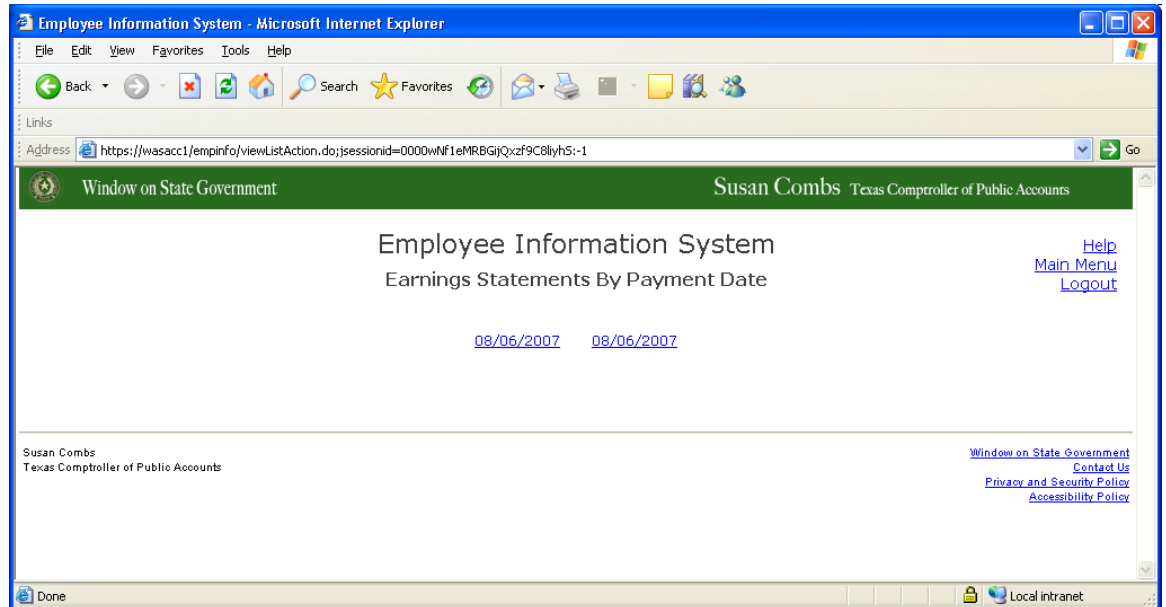 Employee Information System - Microsoft Internet Explorer
File Edit View Favorites Tools Help
Back Search Favorites
Links
Address https://wasacc1/empinfo/viewListAction.do;jsessionid=0000wNf1eMRBGijQxzf9C8liyh5:-1 Go
Window on State Government Susan Combs Texas Comptroller of Public Accounts
Employee Information System
Earnings Statements By Payment Date
Help
Main Menu
Logout
08/06/2007 08/06/2007
Susan Combs
Texas Comptroller of Public Accounts
Window on State Government
Contact Us
Privacy and Security Policy
Accessibility Policy
Done Local intranet